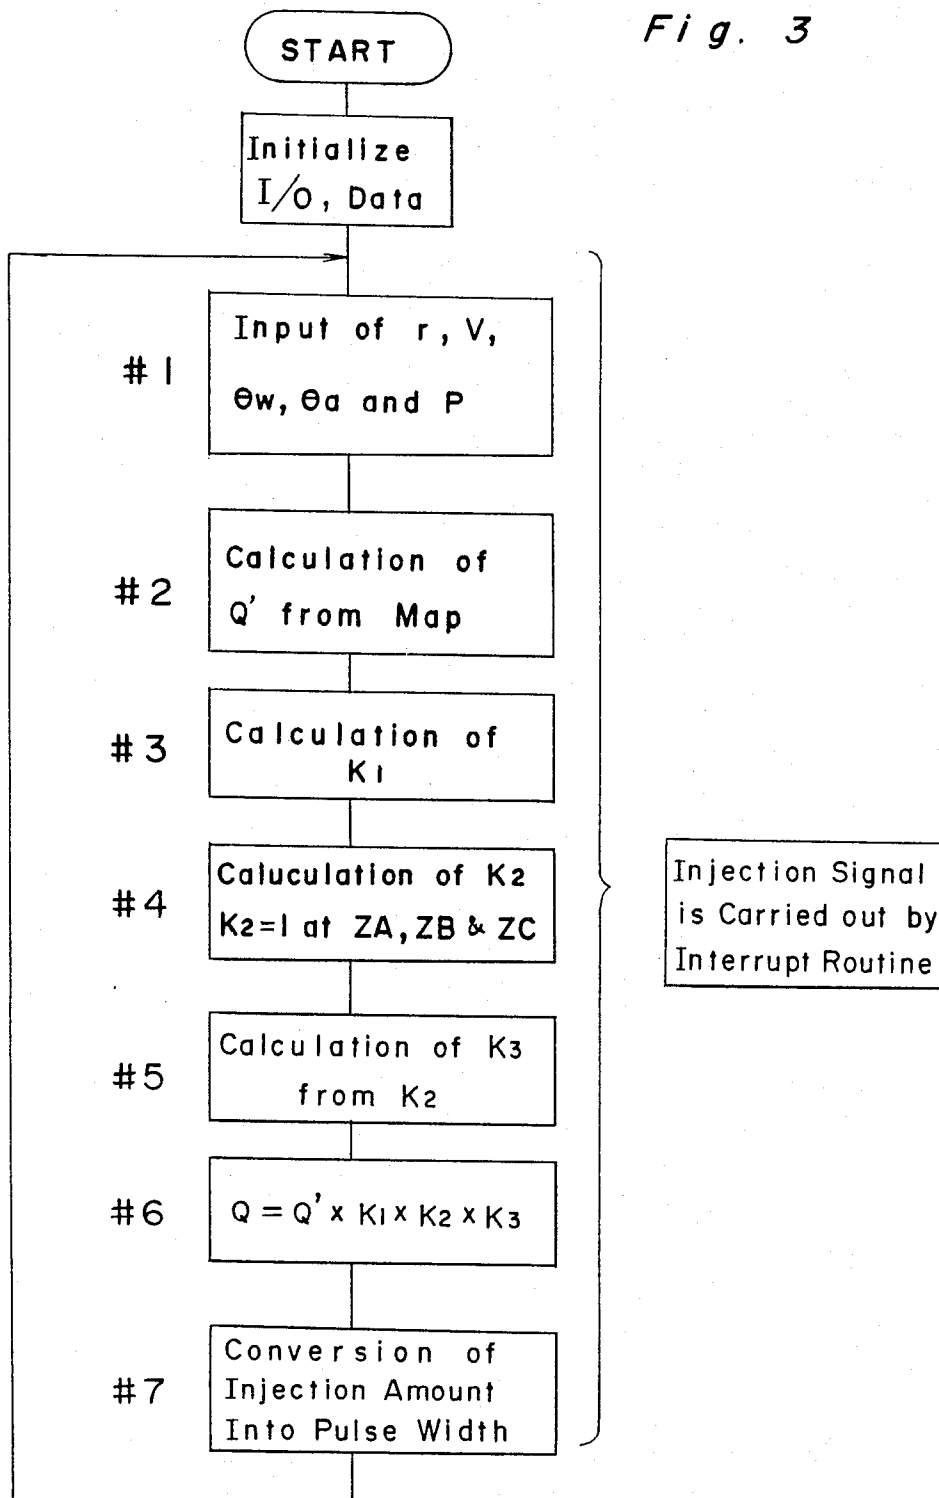 Fig. 3
START
Initialize
I/O, Data
#1
Input of r, V,
θw, θa and P
#2
Calculation of
Q' from Map
#3
Calculation of
K1
#4
Caluculation of K2
K2=1 at ZA, ZB & ZC
#5
Calculation of K3
from K2
#6
Q = Q' x K1 x K2 x K3
#7
Conversion of
Injection Amount
Into Pulse Width
Injection Signal
is Carried out by
Interrupt Routine